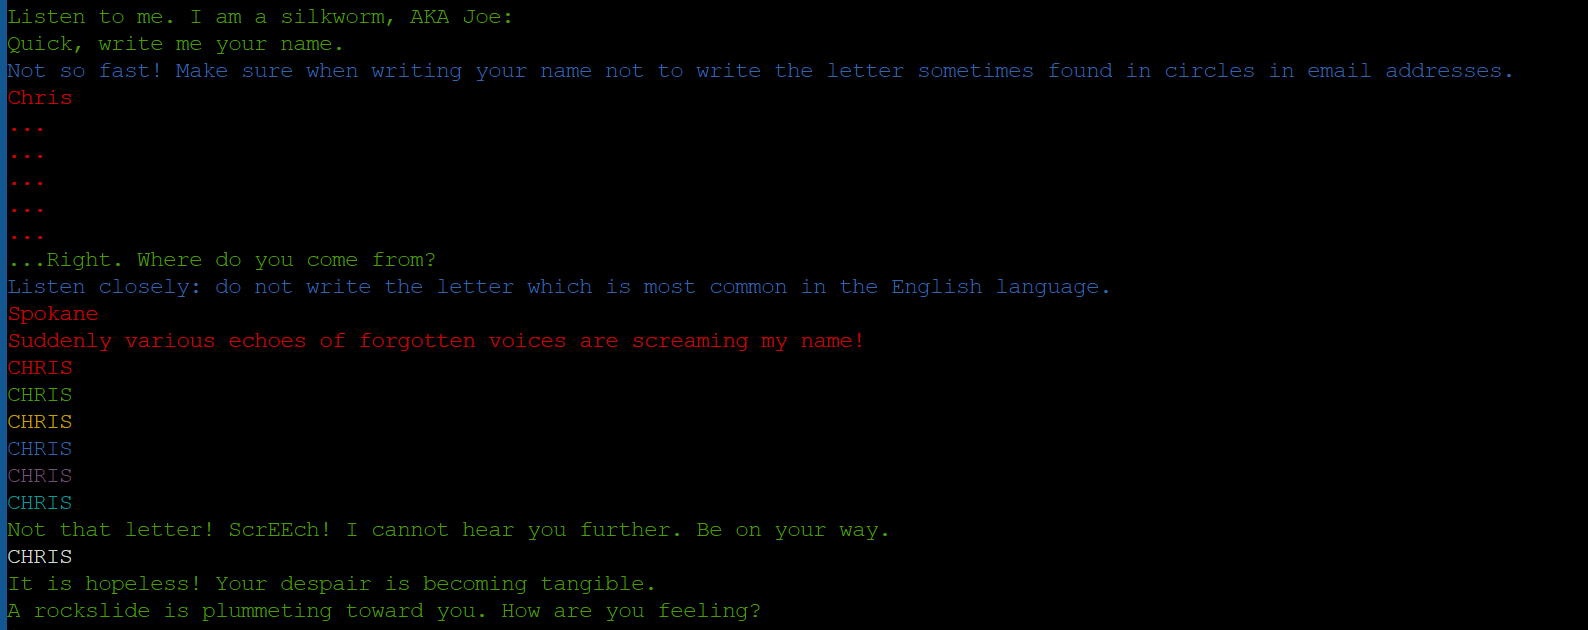 Listen to me. I am a silkworm, AKA Joe:
Quick, write me your name.
Not so fast! Make sure when writing your name not to write the letter sometimes found in circles in email addresses.
Chris
...
...
...
...
...
...Right. Where do you come from?
Listen closely: do not write the letter which is most common in the English language.
Spokane
Suddenly various echoes of forgotten voices are screaming my name!
CHRIS
CHRIS
CHRIS
CHRIS
CHRIS
CHRIS
Not that letter! ScrEEch! I cannot hear you further. Be on your way.
CHRIS
It is hopeless! Your despair is becoming tangible.
A rockslide is plummeting toward you. How are you feeling?